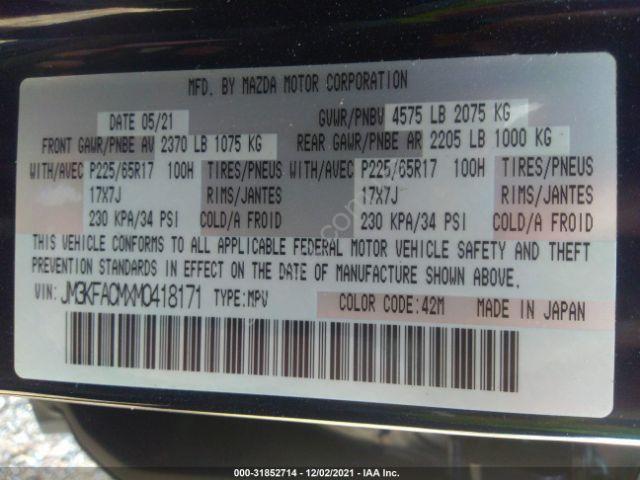 MFD. BY MAZDA MOTOR CORPORATION
DATE 05/21 GVWR/PNBV 4575 LB 2075 KG
FRONT GAWR/PNBE AV 2370 LB 1075 KG REAR GAWR/PNBE AR 2205 LB 1000 KG
WITH/AVEC P225/65R17 100H TIRES/PNEUS WITH/AVEC P225/65R17 100H TIRES/PNEUS
17X7J RIMS/JANTES 17X7J RIMS/JANTES
230 KPA/34 PSI COLD/A FROID 230 KPA/34 PSI COLD/A FROID
THIS VEHICLE CONFORMS TO ALL APPLICABLE FEDERAL MOTOR VEHICLE SAFETY AND THEFT
PREVENTION STANDARDS IN EFFECT ON THE DATE OF MANUFACTURE SHOWN ABOVE.
VIN: JM3KFACMXM0418171 TYPE:MPV COLOR CODE:42M MADE IN JAPAN
000-31852714 - 12/02/2021 - IAA Inc.